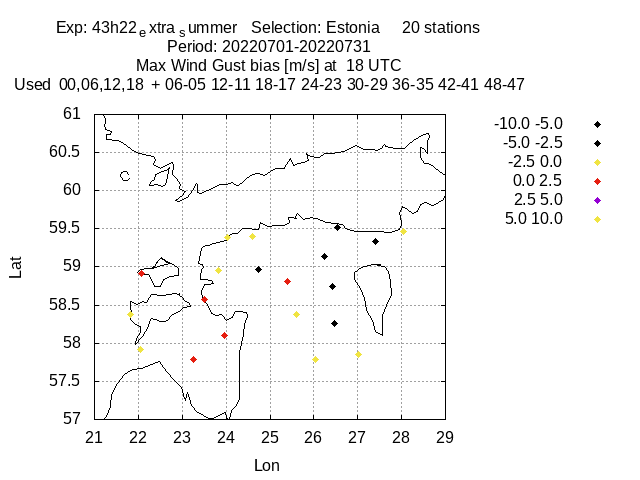 Exp: 43h22extrasummer Selection: Estonia 20 stations
Period: 20220701-20220731
Max Wind Gust bias [m/s] at 18 UTC
Used 00,06,12,18 + 06-05 12-11 18-17 24-23 30-29 36-35 42-41 48-47
-10.0 -5.0
-5.0 -2.5
-2.5 0.0
0.0 2.5
2.5 5.0
5.0 10.0
61
60.5
60
59.5
59
58.5
58
57.5
57
Lat
21 22 23 24 25 26 27 28 29
Lon